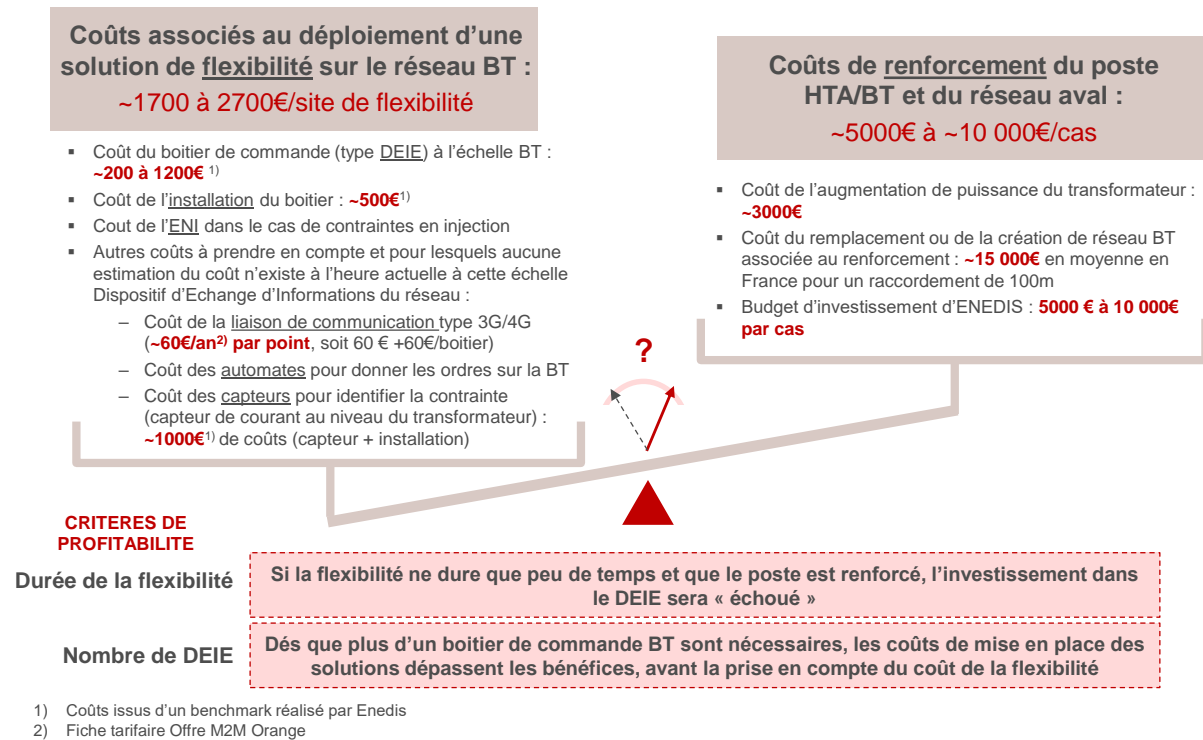 Coûts associés au déploiement d'une
solution de flexibilité sur le réseau BT :
~1700 à 2700€/site de flexibilité
▪ Coût du boitier de commande (type DEIE) à l'échelle BT :
~200 à 1200€ 1)
▪ Coût de l'installation du boitier : ~500€1)
▪ Cout de l'ENI dans le cas de contraintes en injection
▪ Autres coûts à prendre en compte et pour lesquels aucune
estimation du coût n'existe à l'heure actuelle à cette échelle
Dispositif d'Echange d'Informations du réseau :
– Coût de la liaison de communication type 3G/4G
(~60€/an2) par point, soit 60 € +60€/boitier)
– Coût des automates pour donner les ordres sur la BT
– Coût des capteurs pour identifier la contrainte
(capteur de courant au niveau du transformateur) :
~1000€1) de coûts (capteur + installation)
Coûts de renforcement du poste
HTA/BT et du réseau aval :
~5000€ à ~10 000€/cas
▪ Coût de l'augmentation de puissance du transformateur :
~3000€
▪ Coût du remplacement ou de la création de réseau BT
associée au renforcement : ~15 000€ en moyenne en
France pour un raccordement de 100m
▪ Budget d'investissement d'ENEDIS : 5000 € à 10 000€
par cas
?
CRITERES DE
PROFITABILITE
Durée de la flexibilité
Si la flexibilité ne dure que peu de temps et que le poste est renforcé, l'investissement dans
le DEIE sera « échoué »
Nombre de DEIE
Dés que plus d'un boitier de commande BT sont nécessaires, les coûts de mise en place des
solutions dépassent les bénéfices, avant la prise en compte du coût de la flexibilité
1) Coûts issus d'un benchmark réalisé par Enedis
2) Fiche tarifaire Offre M2M Orange